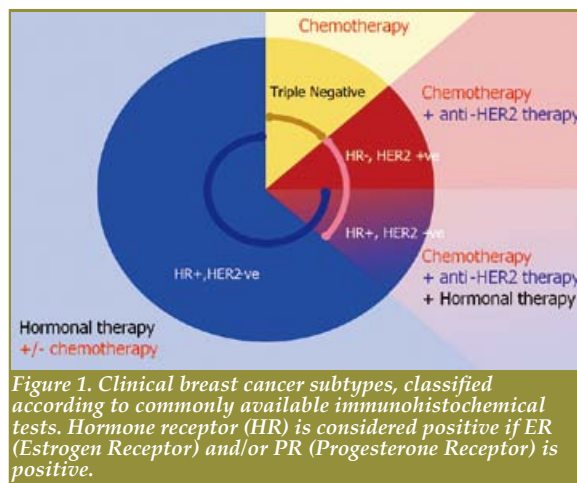 Chemotherapy
Triple Negative
Chemotherapy
+ anti-HER2 therapy
HR-, HER2 +ve
HR+, HER2 +ve
Chemotherapy
+ anti-HER2 therapy
+ Hormonal therapy
HR+,HER2-ve
Hormonal therapy
+/- chemotherapy
Figure 1. Clinical breast cancer subtypes, classified
according to commonly available immunohistochemical
tests. Hormone receptor (HR) is considered positive if ER
(Estrogen Receptor) and/or PR (Progesterone Receptor) is
positive.